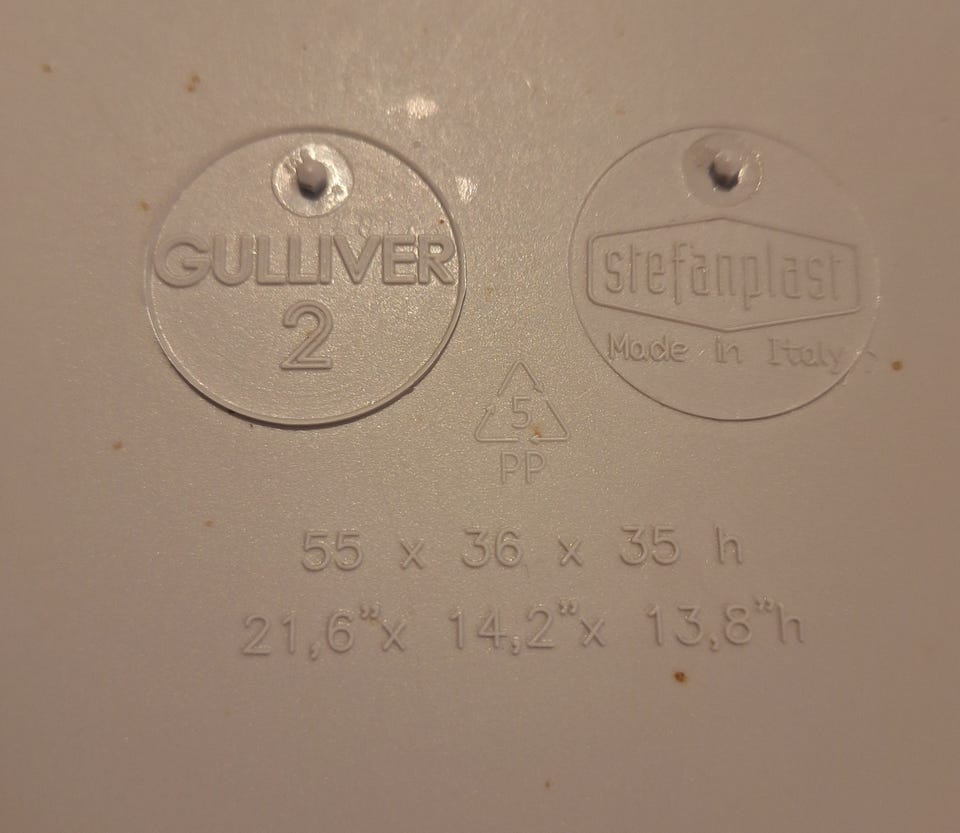 GULLIVER
2
stefanplast
Made in Italy
5
PP
55 x 36 x 35 h
21,6”x 14,2”x 13,8”h